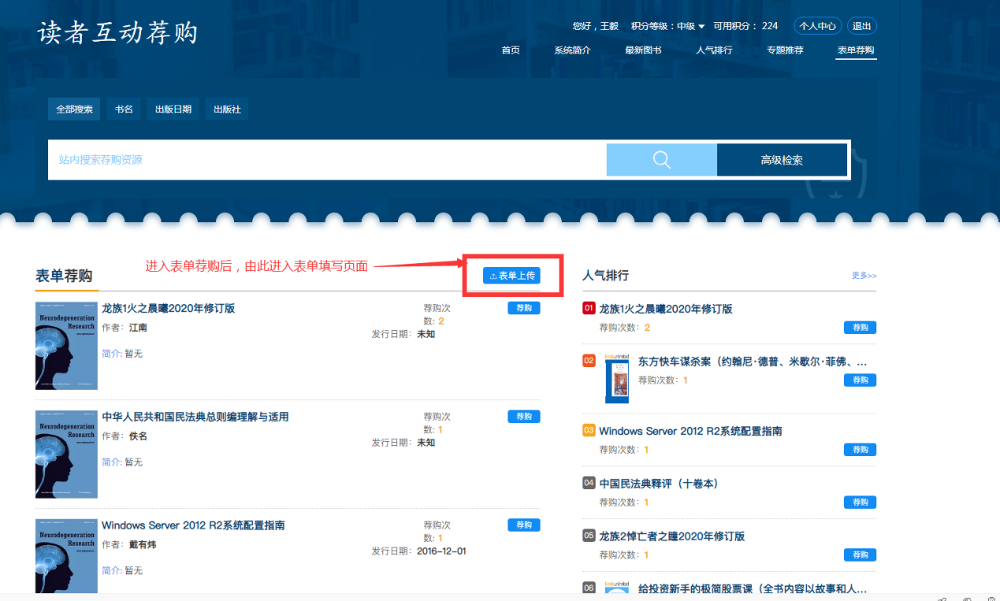 读者互动荐购
您好，王毅 积分等级：中级 可用积分： 224 个人中心 退出
首页 系统简介 最新图书 人气排行 专题推荐 表单荐购
全部搜索 书名 出版日期 出版社
站内搜索荐购资源
高级检索
进入表单荐购后，由此进入表单填写页面
表单荐购
表单上传
Neurodegeneration
Research
龙族1火之晨曦2020年修订版
作者：江南
简介: 暂无
荐购次
数: 2
发行日期：未知
荐购
Neurodegeneration
Research
中华人民共和国民法典总则编理解与适用
作者：佚名
简介: 暂无
荐购次
数: 1
发行日期：未知
荐购
Neurodegeneration
Research
Windows Server 2012 R2系统配置指南
作者：戴有炜
简介: 暂无
荐购次
数: 1
发行日期：2016-12-01
荐购
人气排行
更多>>
01 龙族1火之晨曦2020年修订版
荐购次数：2
荐购
02 东方快车谋杀案（约翰尼·德普、米歇尔·菲佛、...
荐购次数：1
荐购
03 Windows Server 2012 R2系统配置指南
荐购次数：1
荐购
04 中国民法典释评（十卷本）
荐购次数：1
荐购
05 龙族2悼亡者之瞳2020年修订版
荐购次数：1
荐购
06 给投资新手的极简股票课（全书内容以故事和人...